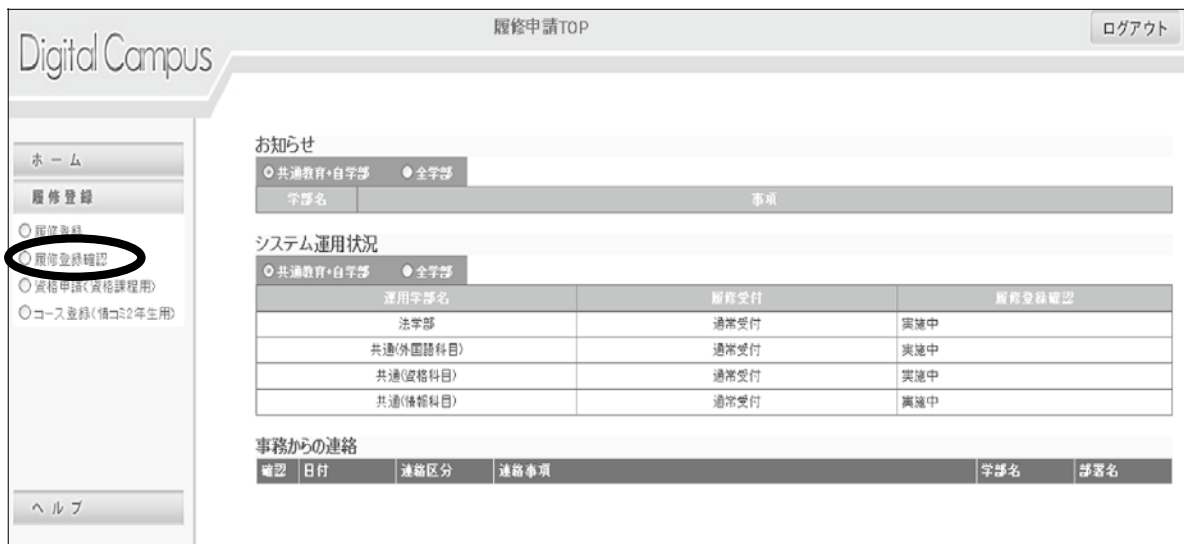 履修申請TOP
ログアウト
Digital Campus
ホーム
履修登録
履修登録
履修登録確認
資格申請(資格課程用)
コース登録(情コミ2年生用)
ヘルプ
お知らせ
共通教育+自学部 全学部
学部名 事項
システム運用状況
共通教育+自学部 全学部
運用学部名 履修受付 履修登録確認
法学部 通常受付 実施中
共通(外国語科目) 通常受付 実施中
共通(資格科目) 通常受付 実施中
共通(情報科目) 通常受付 実施中
事務からの連絡
確認 日付 連絡区分 連絡事項 学部名 部署名